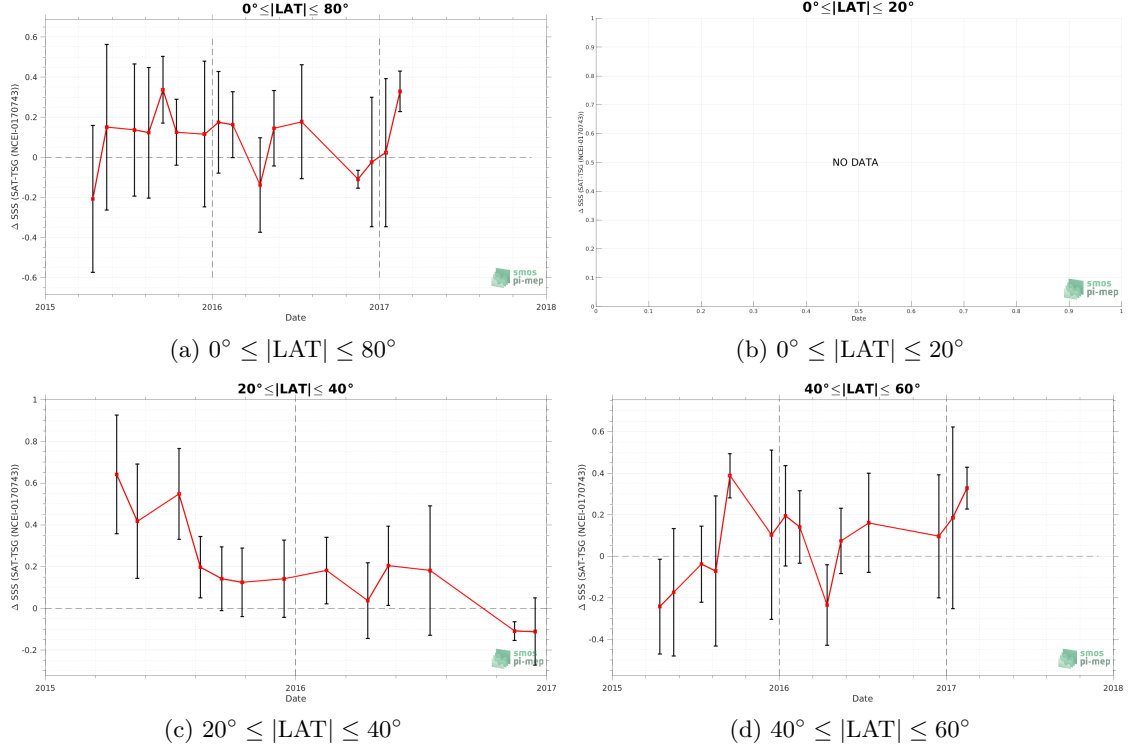 0°≤|LAT|≤ 80°
Δ SSS (SAT-TSG (NCEI-0170743))
0.6
0.4
0.2
0
-0.2
-0.4
-0.6
2015
2016
2017
2018
Date
smos
pi-mep
(a) 0° ≤ |LAT| ≤ 80°
0°≤|LAT|≤ 20°
Δ SSS (SAT-TSG (NCEI-0170743))
1
0.9
0.8
0.7
0.6
0.5
0.4
0.3
0.2
0.1
0
NO DATA
0
0.1
0.2
0.3
0.4
0.5
0.6
0.7
0.8
0.9
1
Date
smos
pi-mep
(b) 0° ≤ |LAT| ≤ 20°
20°≤|LAT|≤ 40°
Δ SSS (SAT-TSG (NCEI-0170743))
1
0.8
0.6
0.4
0.2
0
-0.2
2015
2016
2017
Date
smos
pi-mep
(c) 20° ≤ |LAT| ≤ 40°
40°≤|LAT|≤ 60°
Δ SSS (SAT-TSG (NCEI-0170743))
0.6
0.4
0.2
0
-0.2
-0.4
2015
2016
2017
2018
Date
smos
pi-mep
(d) 40° ≤ |LAT| ≤ 60°